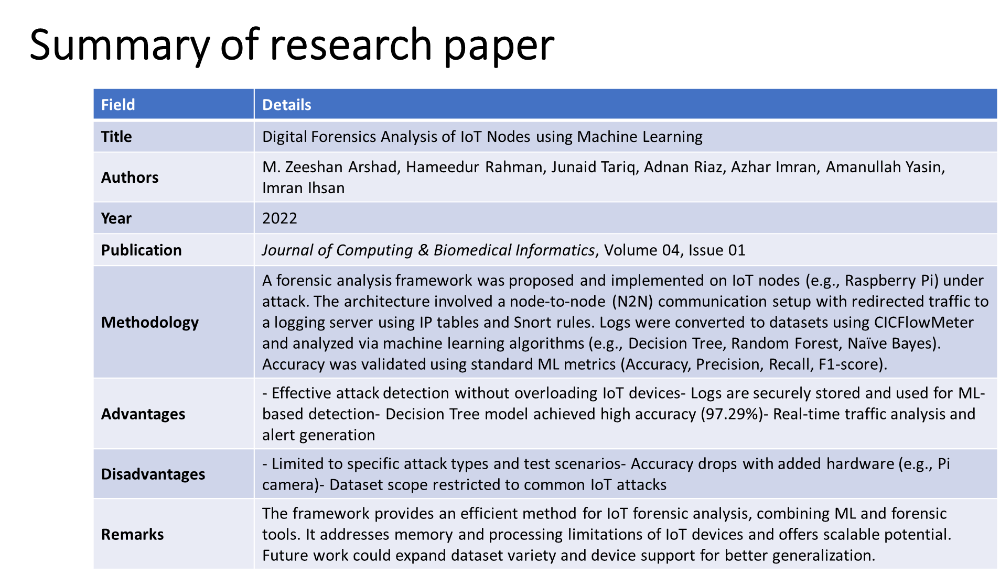 Summary of research paper
Field
Details
Title
Digital Forensics Analysis of IoT Nodes using Machine Learning
Authors
M. Zeeshan Arshad, Hameedur Rahman, Junaid Tariq, Adnan Riaz, Azhar Imran, Amanullah Yasin,
Imran Ihsan
Year
2022
Publication
Journal of Computing & Biomedical Informatics, Volume 04, Issue 01
Methodology
A forensic analysis framework was proposed and implemented on IoT nodes (e.g., Raspberry Pi) under
attack. The architecture involved a node-to-node (N2N) communication setup with redirected traffic to
a logging server using IP tables and Snort rules. Logs were converted to datasets using CICFlowMeter
and analyzed via machine learning algorithms (e.g., Decision Tree, Random Forest, Naïve Bayes).
Accuracy was validated using standard ML metrics (Accuracy, Precision, Recall, F1-score).
Advantages
- Effective attack detection without overloading IoT devices- Logs are securely stored and used for ML-
based detection- Decision Tree model achieved high accuracy (97.29%)- Real-time traffic analysis and
alert generation
Disadvantages
- Limited to specific attack types and test scenarios- Accuracy drops with added hardware (e.g., Pi
camera)- Dataset scope restricted to common IoT attacks
Remarks
The framework provides an efficient method for IoT forensic analysis, combining ML and forensic
tools. It addresses memory and processing limitations of IoT devices and offers scalable potential.
Future work could expand dataset variety and device support for better generalization.